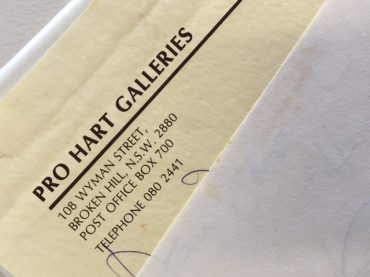 PRO HART GALLERIES
108 WYMAN STREET,
BROKEN HILL, N.S.W. 2880
POST OFFICE BOX 700
TELEPHONE 080 2441